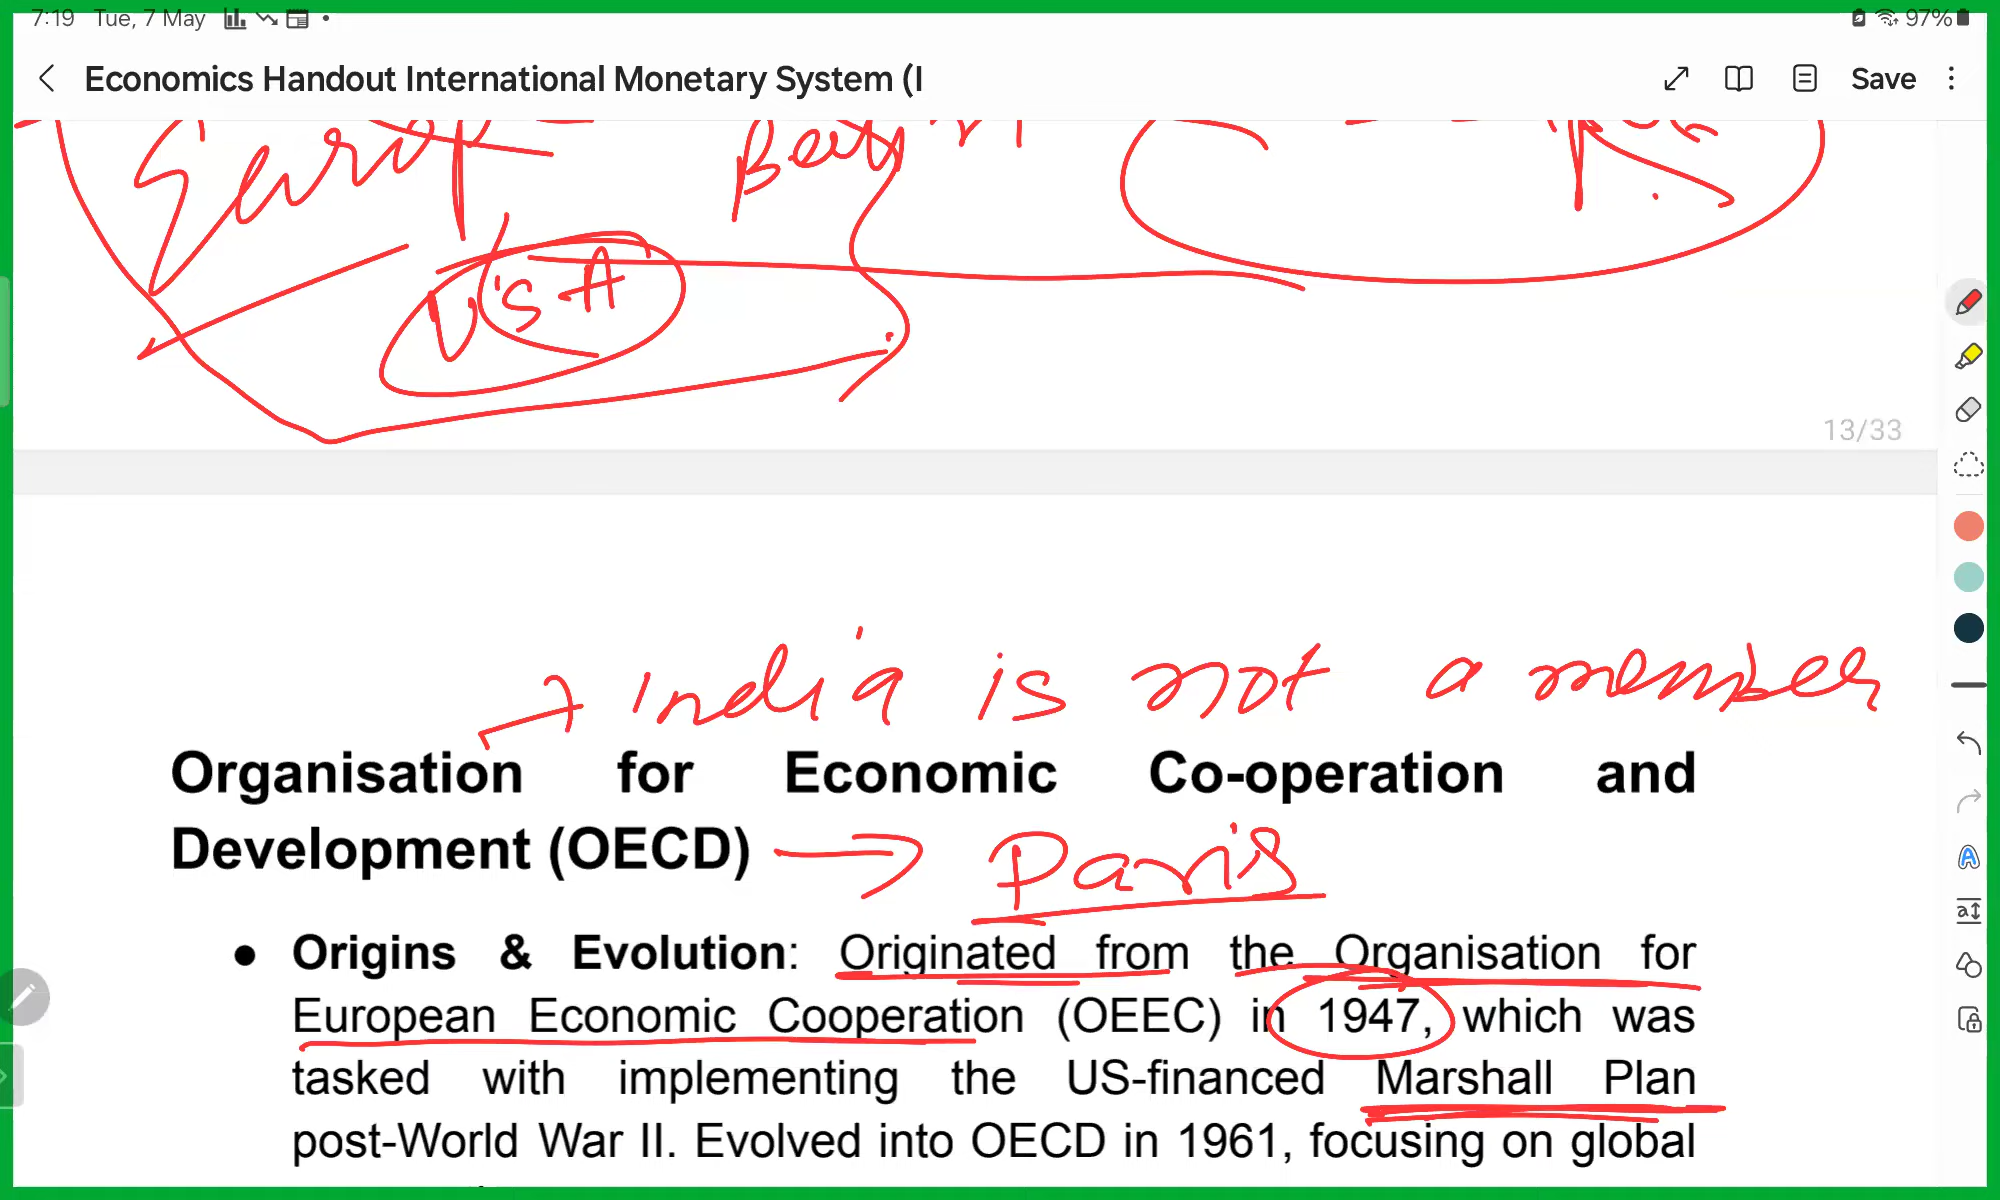 7:19 Tue, 7 May
97%
Economics Handout International Monetary System (I
Save
USA
13/33
India is not a member
Organisation for Economic Co-operation and
Development (OECD) → Paris
• Origins & Evolution: Originated from the Organisation for
European Economic Cooperation (OEEC) in 1947, which was
tasked with implementing the US-financed Marshall Plan
post-World War II. Evolved into OECD in 1961, focusing on global